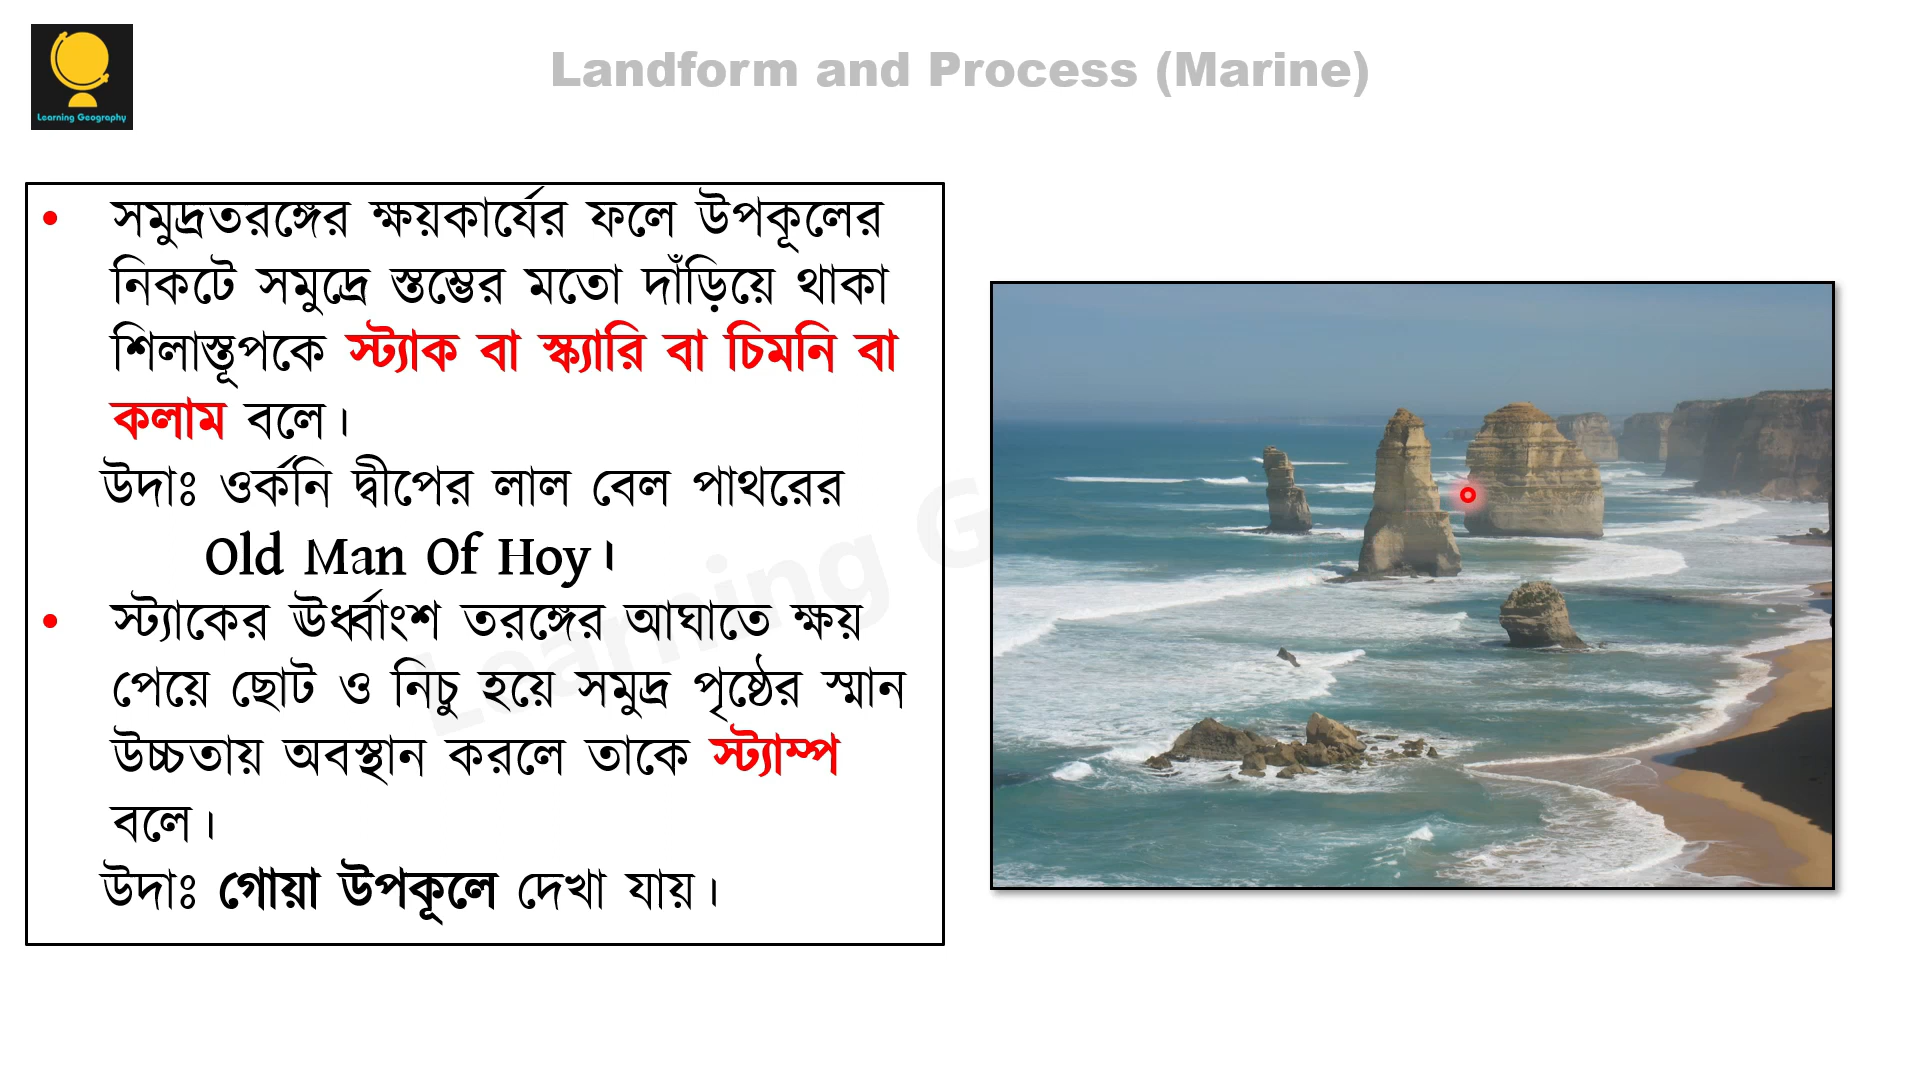 Landform and Process (Marine)
Learning Geography
• সমুদ্রতরঙ্গের ক্ষয়কার্যের ফলে উপকূলের
নিকটে সমুদ্রে স্তম্ভের মতো দাঁড়িয়ে থাকা
শিলাস্তূপকে স্ট্যাক বা স্ক্যারি বা চিমনি বা
কলাম বলে।
উদাঃ ওর্কনি দ্বীপের লাল বেল পাথরের
Old Man Of Hoy।
• স্ট্যাকের ঊর্ধ্বাংশ তরঙ্গের আঘাতে ক্ষয়
পেয়ে ছোট ও নিচু হয়ে সমুদ্র পৃষ্ঠের স্মান
উচ্চতায় অবস্থান করলে তাকে স্ট্যাম্প
বলে।
উদাঃ গোয়া উপকূলে দেখা যায়।
Learning G